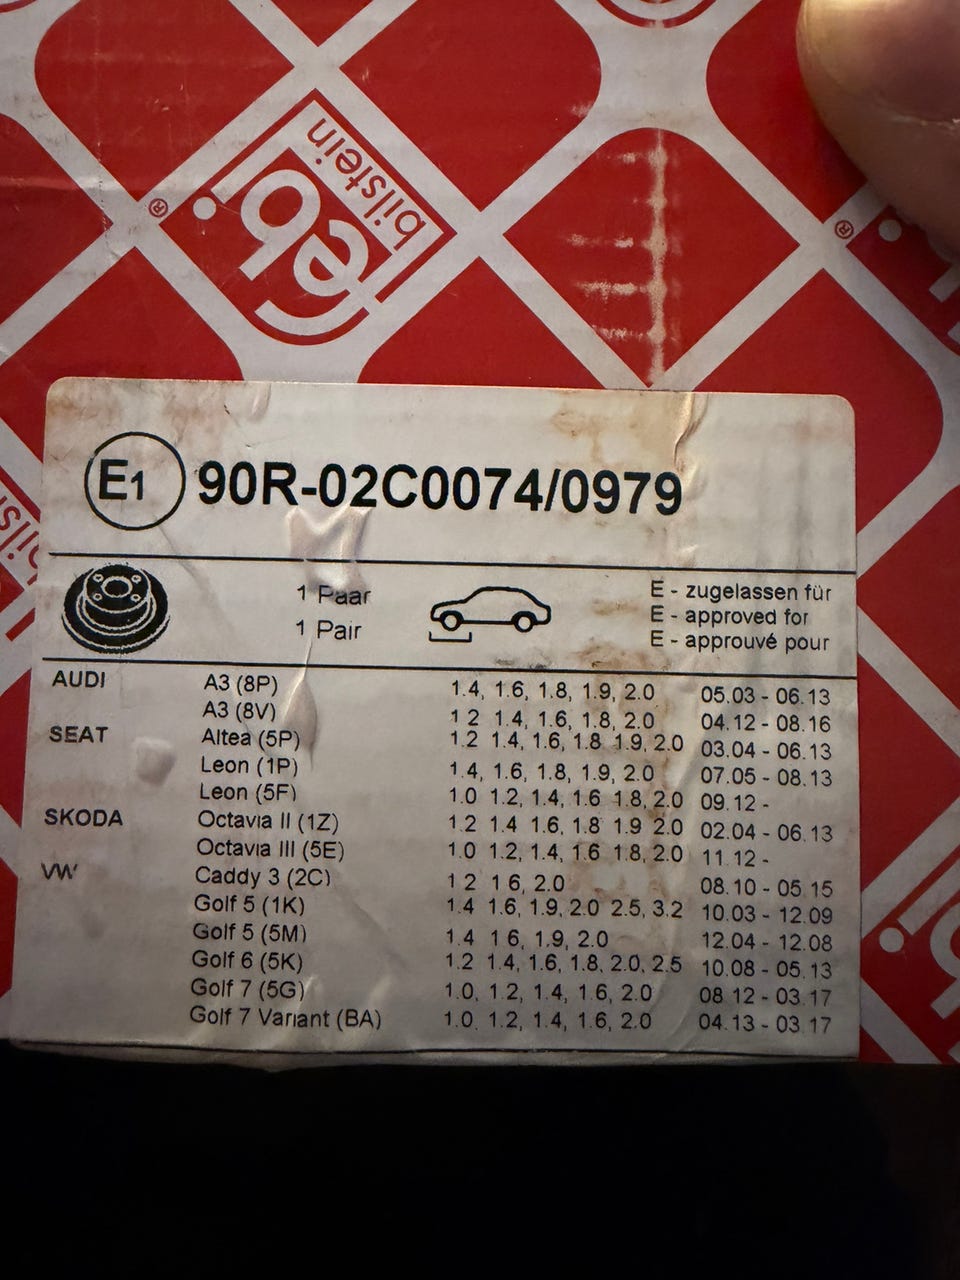 febi
bilstein
®
®
bilstein
E1 90R-02C0074/0979
1 Paar
1 Pair
E - zugelassen für
E - approved for
E - approuvé pour
AUDI A3 (8P) 1.4, 1.6, 1.8, 1.9, 2.0 05.03 - 06.13
A3 (8V) 1 2 1.4, 1.6, 1.8, 2.0 04.12 - 08.16
SEAT Altea (5P) 1.2 1.4, 1.6, 1.8 1.9, 2.0 03.04 - 06.13
Leon (1P) 1.4, 1.6, 1.8, 1.9, 2.0 07.05 - 08.13
Leon (5F) 1.0 1.2, 1.4, 1.6 1.8, 2.0 09.12 -
SKODA Octavia II (1Z) 1.2 1.4 1.6, 1.8 1.9 2.0 02.04 - 06.13
Octavia III (5E) 1.0 1.2, 1.4, 1.6 1.8, 2.0 11.12 -
VW Caddy 3 (2C) 1 2 1 6, 2.0 08.10 - 05.15
Golf 5 (1K) 1.4 1.6, 1.9, 2.0 2.5, 3.2 10.03 - 12.09
Golf 5 (5M) 1.4 1 6, 1.9, 2.0 12.04 - 12.08
Golf 6 (5K) 1.2 1.4, 1.6, 1.8, 2.0, 2.5 10.08 - 05.13
Golf 7 (5G) 1.0, 1.2, 1.4, 1.6, 2.0 08 12 - 03.17
Golf 7 Variant (BA) 1.0, 1.2, 1.4, 1.6, 2.0 04.13 - 03.17